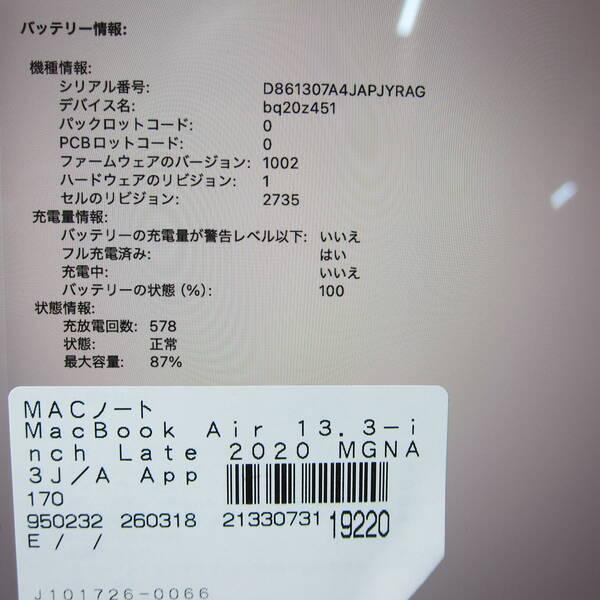 バッテリー情報:
機種情報:
シリアル番号: D861307A4JAPJYRAG
デバイス名: bq20z451
パックロットコード: 0
PCBロットコード: 0
ファームウェアのバージョン: 1002
ハードウェアのリビジョン: 1
セルのリビジョン: 2735
充電量情報:
バッテリーの充電量が警告レベル以下: いいえ
フル充電済み: はい
充電中: いいえ
バッテリーの状態 (%): 100
状態情報:
充放電回数: 578
状態: 正常
最大容量: 87%
MACノート
MacBook Air 13.3-i
nch Late 2020 MGNA
3J/A App
170
950232 260318 21330731 19220
E / /
J101726-0066